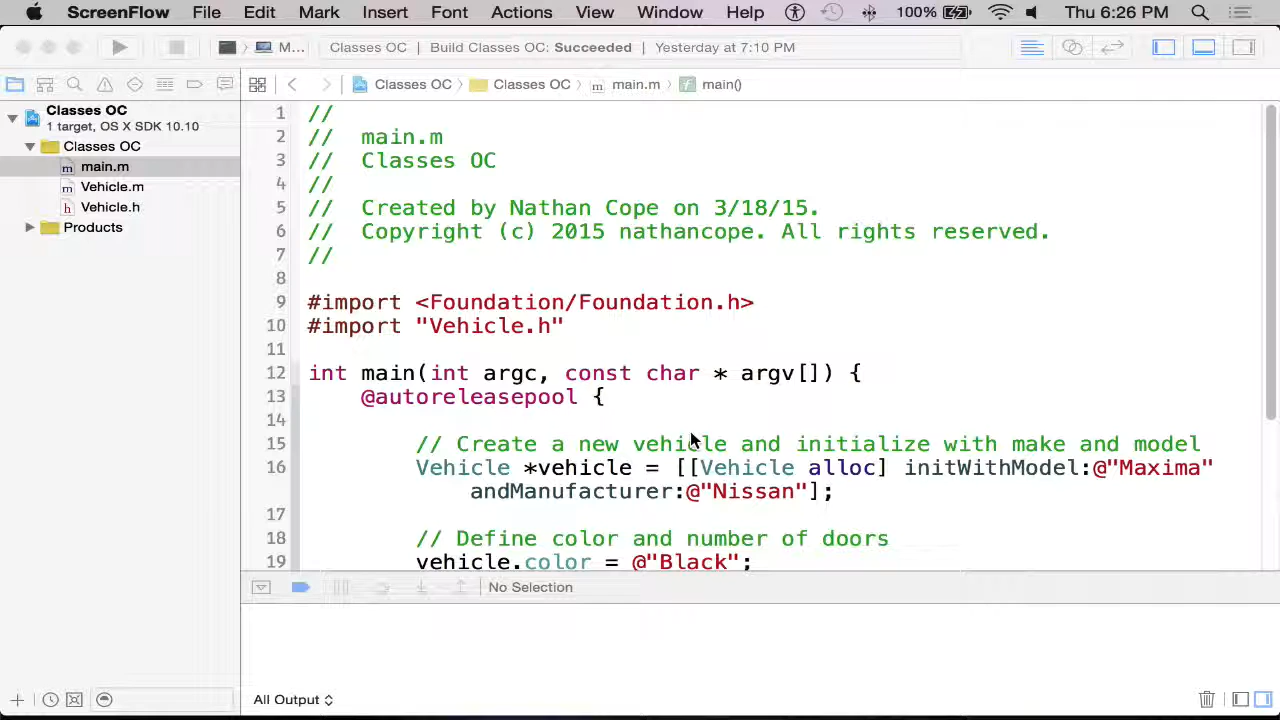 ScreenFlow File Edit Mark Insert Font Actions View Window Help 100% Thu 6:26 PM
M... Classes OC | Build Classes OC: Succeeded | Yesterday at 7:10 PM
Classes OC Classes OC main.m main()
Classes OC
1 target, OS X SDK 10.10
Classes OC
main.m
Vehicle.m
Vehicle.h
Products
1 //
2 // main.m
3 // Classes OC
4 //
5 // Created by Nathan Cope on 3/18/15.
6 // Copyright (c) 2015 nathancope. All rights reserved.
7 //
8
9 #import <Foundation/Foundation.h>
10 #import "Vehicle.h"
11
12 int main(int argc, const char * argv[]) {
13 @autoreleasepool {
14
15 // Create a new vehicle and initialize with make and model
16 Vehicle *vehicle = [[Vehicle alloc] initWithModel:@"Maxima"
andManufacturer:@"Nissan"];
17
18 // Define color and number of doors
19 vehicle.color = @"Black";
No Selection
All Output